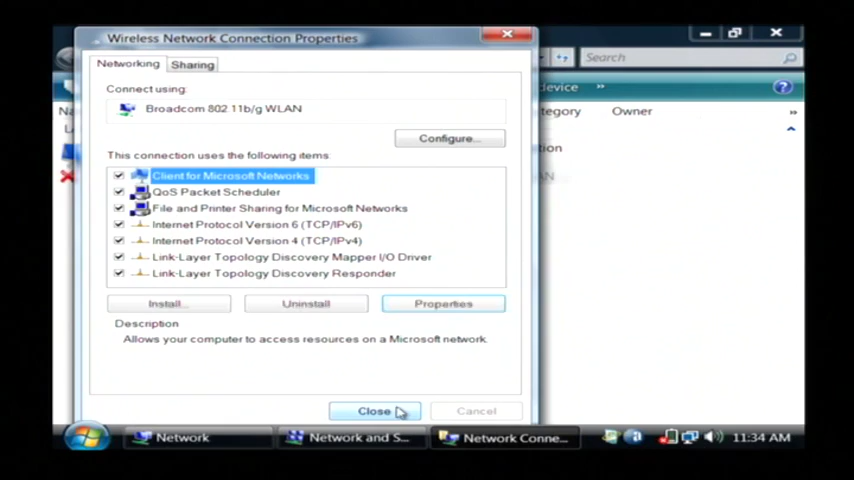 Wireless Network Connection Properties
Search
Networking
Sharing
device
»
Connect using:
Broadcom 802.11b/g WLAN
tegory
Owner
»
Configure...
This connection uses the following items:
Client for Microsoft Networks
QoS Packet Scheduler
File and Printer Sharing for Microsoft Networks
Internet Protocol Version 6 (TCP/IPv6)
Internet Protocol Version 4 (TCP/IPv4)
Link-Layer Topology Discovery Mapper I/O Driver
Link-Layer Topology Discovery Responder
Install...
Uninstall
Properties
Description
Allows your computer to access resources on a Microsoft network.
Close
Cancel
Network
Network and S...
Network Conne...
11:34 AM